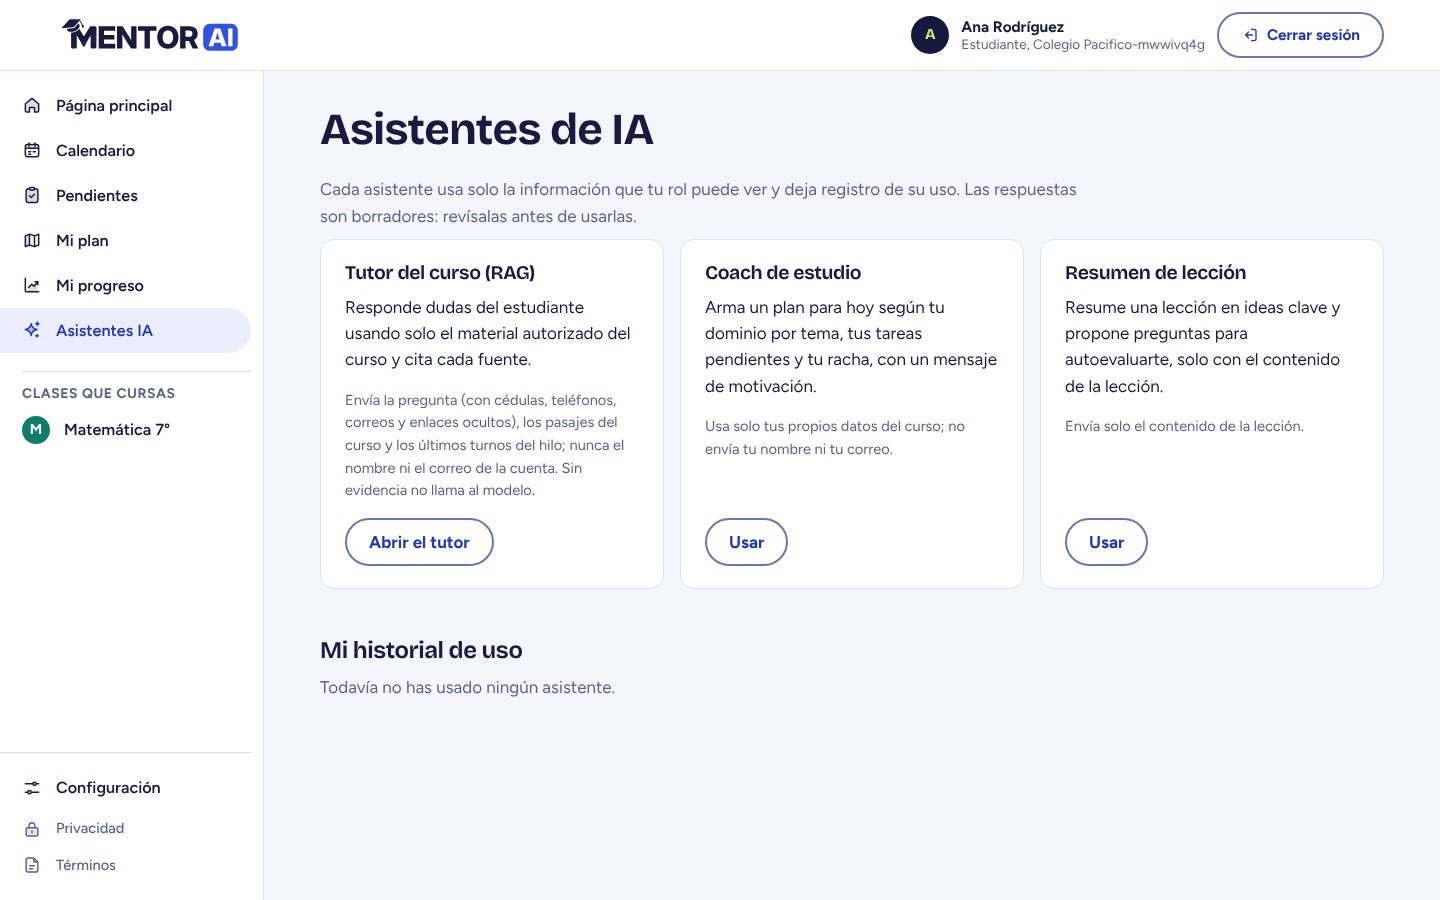 MENTOR AI
A
Ana Rodríguez
Estudiante, Colegio Pacifico-mwwivq4g
Cerrar sesión
Página principal
Calendario
Pendientes
Mi plan
Mi progreso
Asistentes IA
CLASES QUE CURSAS
M
Matemática 7°
Configuración
Privacidad
Términos
Asistentes de IA
Cada asistente usa solo la información que tu rol puede ver y deja registro de su uso. Las respuestas
son borradores: revísalas antes de usarlas.
Tutor del curso (RAG)
Responde dudas del estudiante
usando solo el material autorizado del
curso y cita cada fuente.
Envía la pregunta (con cédulas, teléfonos,
correos y enlaces ocultos), los pasajes del
curso y los últimos turnos del hilo; nunca el
nombre ni el correo de la cuenta. Sin
evidencia no llama al modelo.
Abrir el tutor
Coach de estudio
Arma un plan para hoy según tu
dominio por tema, tus tareas
pendientes y tu racha, con un mensaje
de motivación.
Usa solo tus propios datos del curso; no
envía tu nombre ni tu correo.
Usar
Resumen de lección
Resume una lección en ideas clave y
propone preguntas para
autoevaluarte, solo con el contenido
de la lección.
Envía solo el contenido de la lección.
Usar
Mi historial de uso
Todavía no has usado ningún asistente.